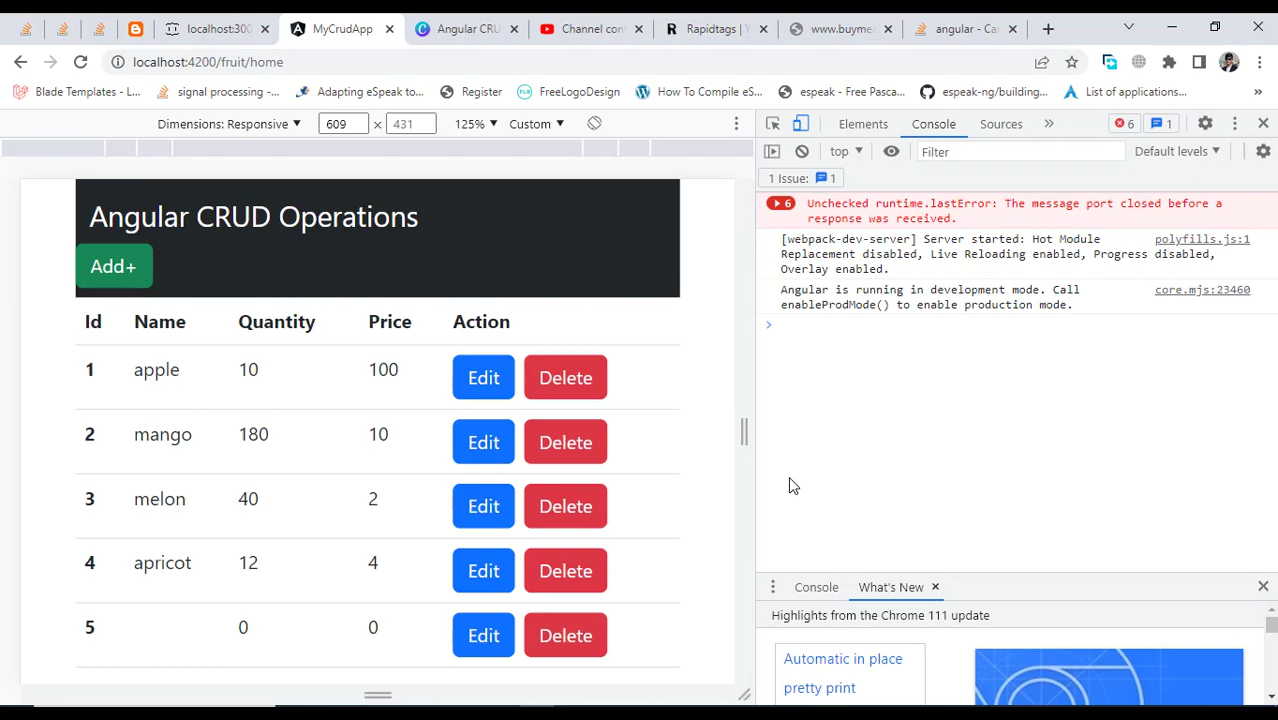 localhost:300
MyCrudApp
Angular CRU
Channel con
Rapidtags | Y
www.buyme
angular - Ca
localhost:4200/fruit/home
Blade Templates - L...
signal processing -...
Adapting eSpeak to...
Register
FreeLogoDesign
How To Compile eS...
espeak - Free Pasca...
espeak-ng/building...
List of applications...
»
Dimensions: Responsive
609 × 431
125%
Custom
Elements
Console
Sources
»
6
1
top
Filter
Default levels
1 Issue: 1
6
Unchecked runtime.lastError: The message port closed before a
response was received.
[webpack-dev-server] Server started: Hot Module polyfills.js:1
Replacement disabled, Live Reloading enabled, Progress disabled,
Overlay enabled.
Angular is running in development mode. Call core.mjs:23460
enableProdMode() to enable production mode.
Angular CRUD Operations
Add+
Id Name Quantity Price Action
1 apple 10 100 Edit Delete
2 mango 180 10 Edit Delete
3 melon 40 2 Edit Delete
4 apricot 12 4 Edit Delete
5 0 0 Edit Delete
Console
What's New
Highlights from the Chrome 111 update
Automatic in place
pretty print